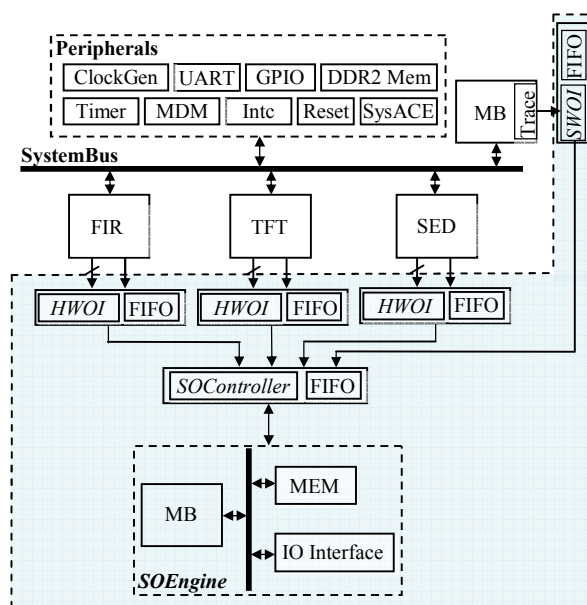 Peripherals
ClockGen UART GPIO DDR2 Mem
Timer MDM Intc Reset SysACE
MB Trace SWOI FIFO
SystemBus
FIR TFT SED
HWOI FIFO HWOI FIFO HWOI FIFO
SOController FIFO
MEM
MB
IO Interface
SOEngine